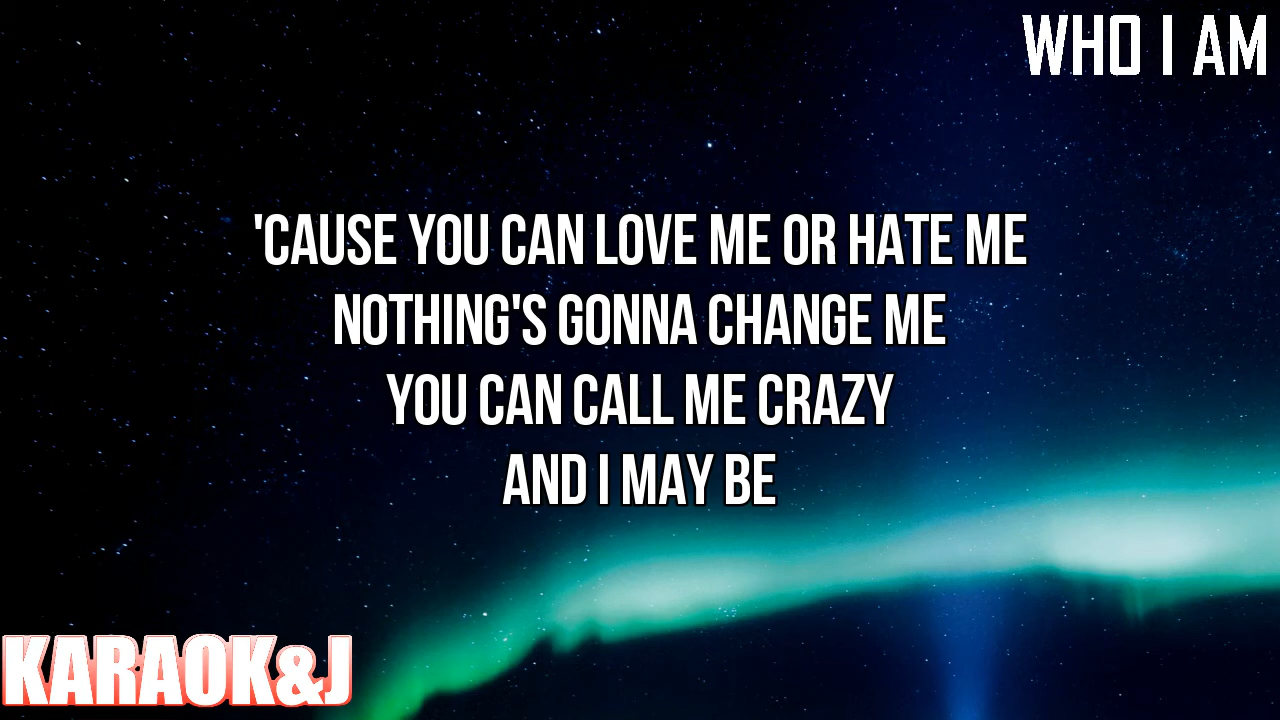 WHO I AM
'CAUSE YOU CAN LOVE ME OR HATE ME
NOTHING'S GONNA CHANGE ME
YOU CAN CALL ME CRAZY
AND I MAY BE
KARAOK&J